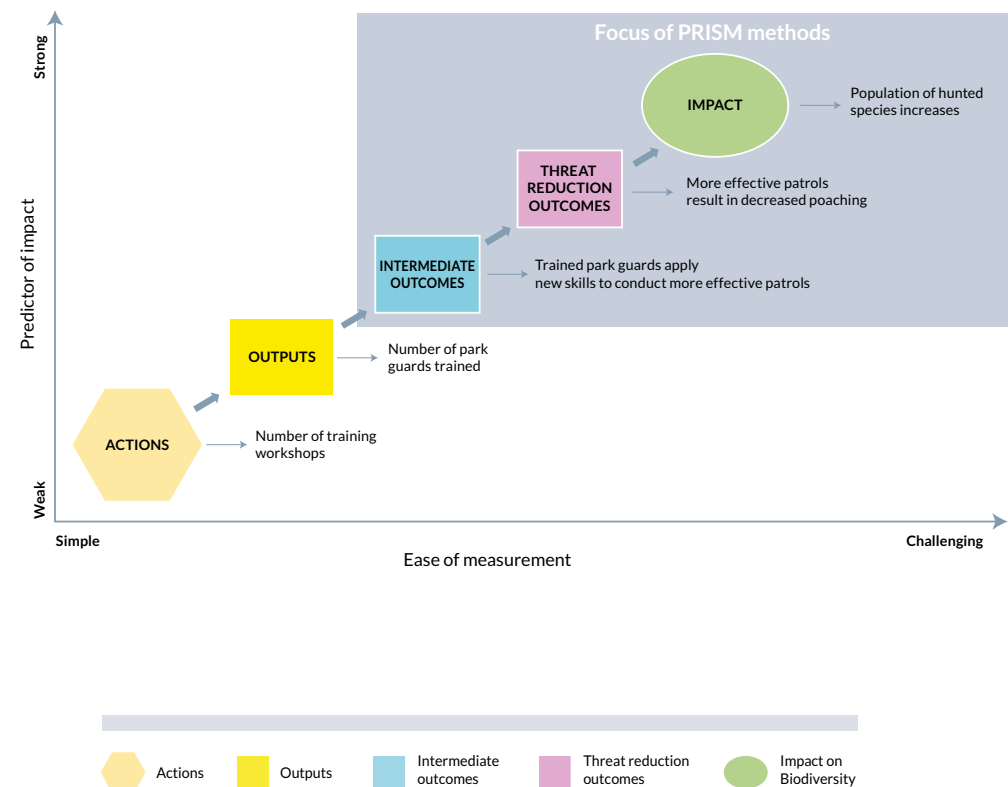 Focus of PRISM methods
Strong
Predictor of impact
Weak
IMPACT
Population of hunted
species increases
THREAT
REDUCTION
OUTCOMES
More effective patrols
result in decreased poaching
INTERMEDIATE
OUTCOMES
Trained park guards apply
new skills to conduct more effective patrols
OUTPUTS
Number of park
guards trained
ACTIONS
Number of training
workshops
Simple
Challenging
Ease of measurement
Actions
Outputs
Intermediate
outcomes
Threat reduction
outcomes
Impact on
Biodiversity